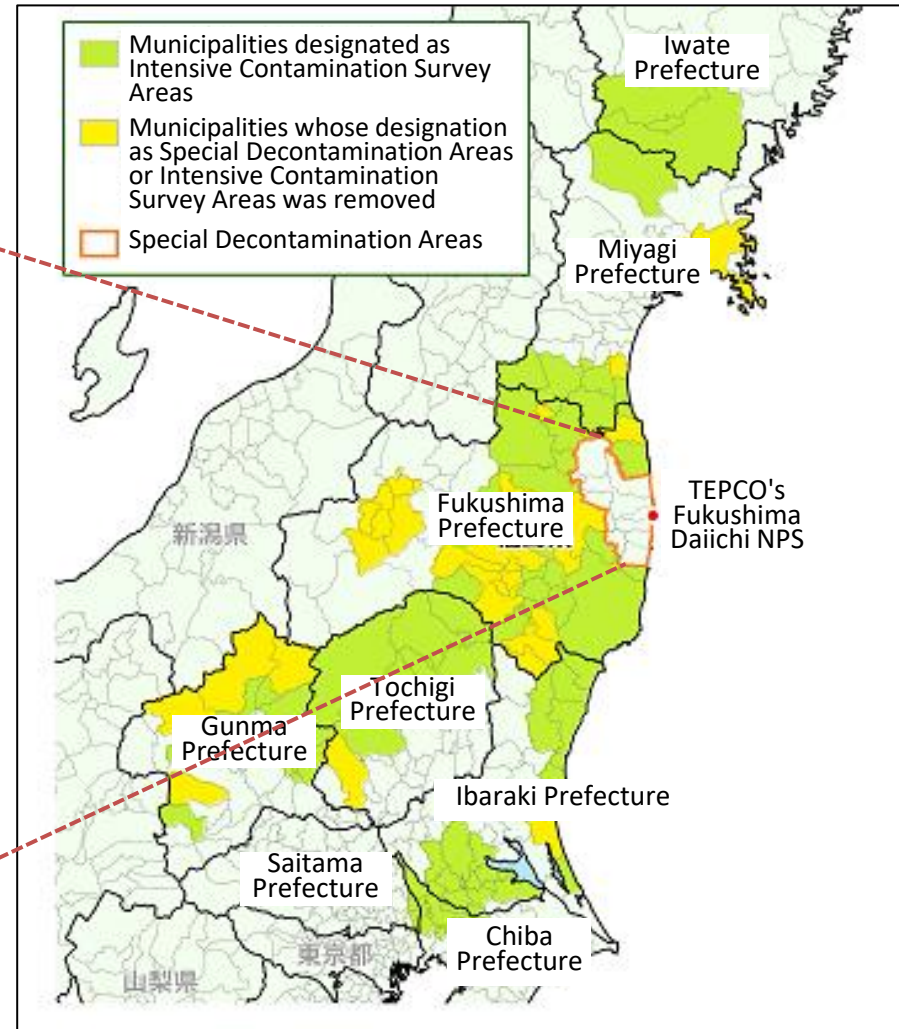 Municipalities designated as
Intensive Contamination Survey
Areas
Municipalities whose designation
as Special Decontamination Areas
or Intensive Contamination
Survey Areas was removed
Special Decontamination Areas
Iwate
Prefecture
Miyagi
Prefecture
Fukushima
Prefecture
TEPCO's
Fukushima
Daiichi NPS
新潟県
Tochigi
Prefecture
Gunma
Prefecture
Ibaraki Prefecture
Saitama
Prefecture
Chiba
Prefecture
東京都
山梨県